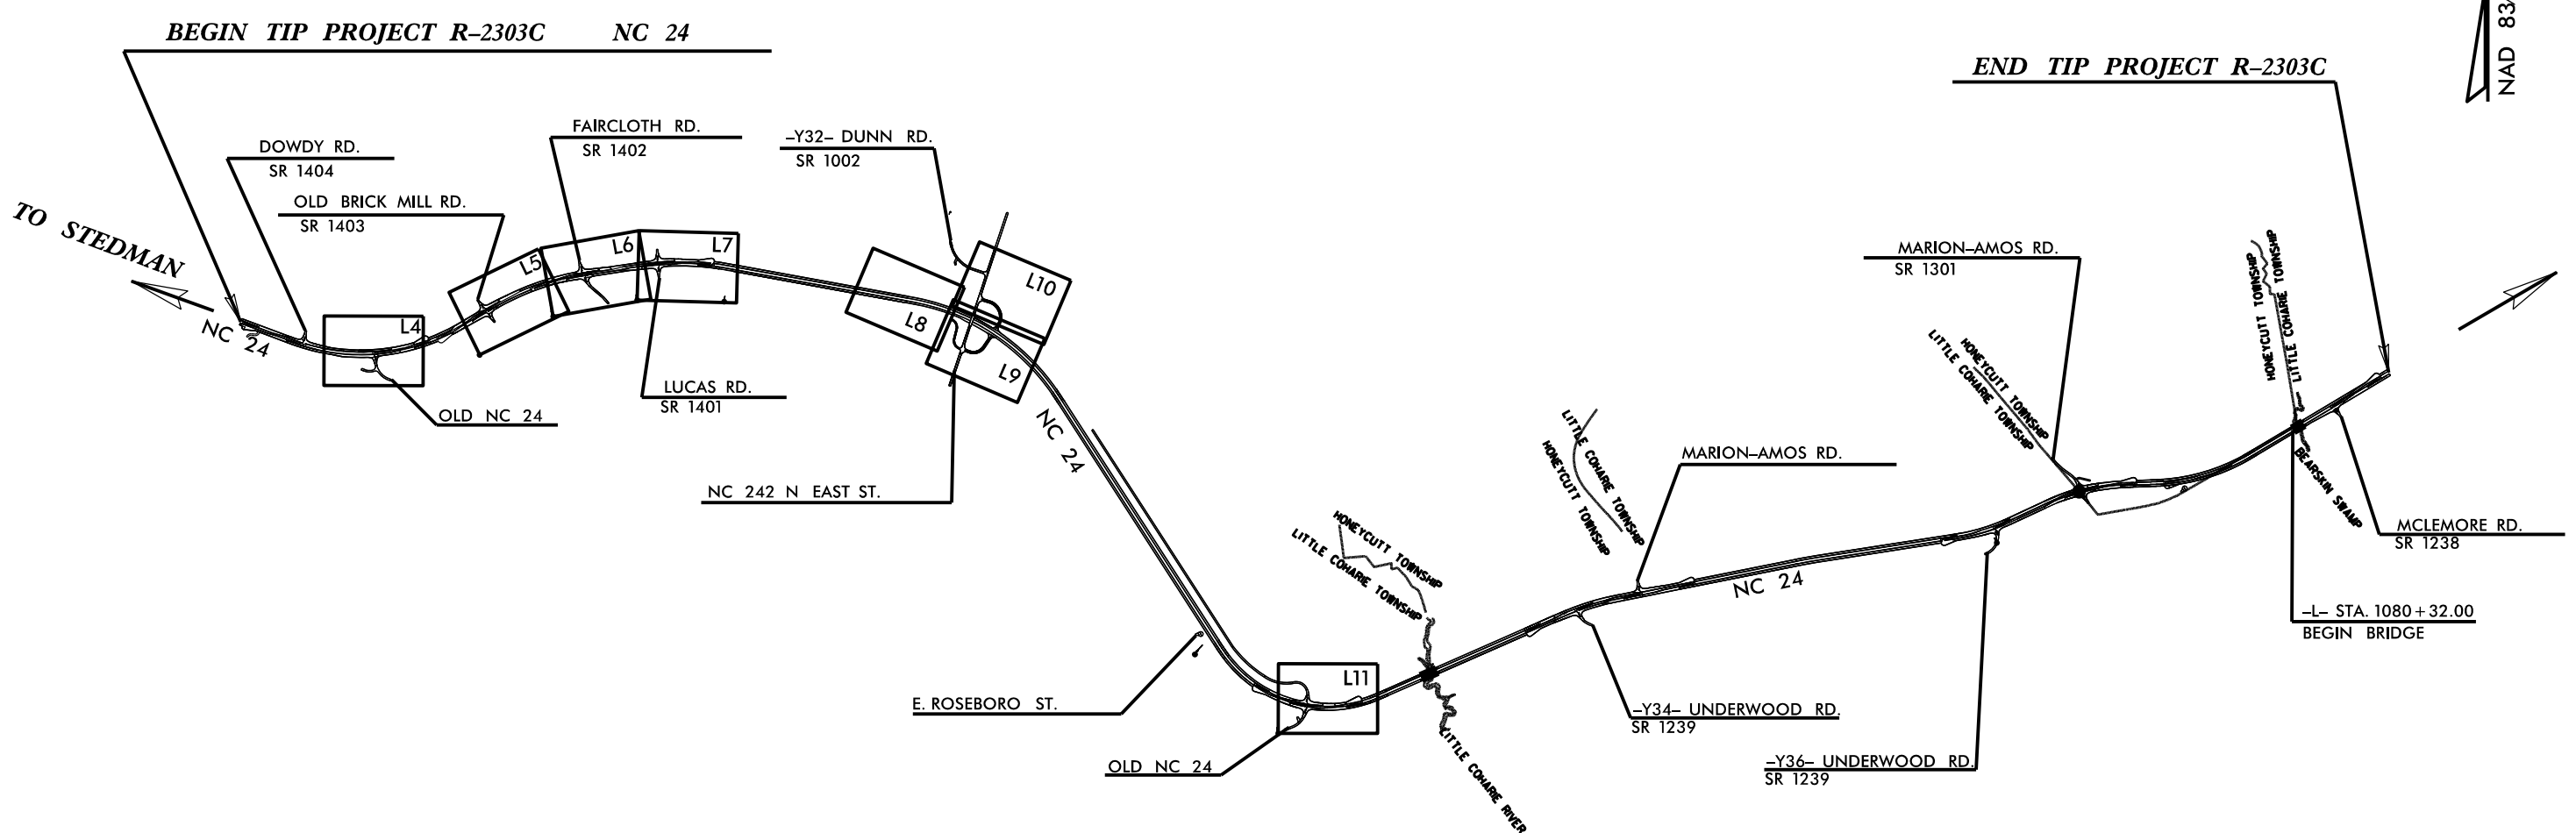 BEGIN TIP PROJECT R–2303C NC 24
END TIP PROJECT R–2303C
NAD 83/
TO STEDMAN
DOWDY RD.
SR 1404
OLD BRICK MILL RD.
SR 1403
FAIRCLOTH RD.
SR 1402
–Y32– DUNN RD.
SR 1002
NC 24
L4
L5
L6
L7
L8
L9
L10
OLD NC 24
LUCAS RD.
SR 1401
NC 242 N EAST ST.
NC 24
E. ROSEBORO ST.
L11
OLD NC 24
HONEYCUTT TOWNSHIP
LITTLE COHARIE TOWNSHIP
LITTLE COHARIE RIVER
LITTLE COHARIE TOWNSHIP
HONEYCUTT TOWNSHIP
MARION–AMOS RD.
–Y34– UNDERWOOD RD.
SR 1239
NC 24
–Y36– UNDERWOOD RD.
SR 1239
MARION–AMOS RD.
SR 1301
HONEYCUTT TOWNSHIP
LITTLE COHARIE TOWNSHIP
HONEYCUTT TOWNSHIP
LITTLE COHARIE TOWNSHIP
BEARSKIN SWAMP
MCLEMORE RD.
SR 1238
–L– STA. 1080+32.00
BEGIN BRIDGE